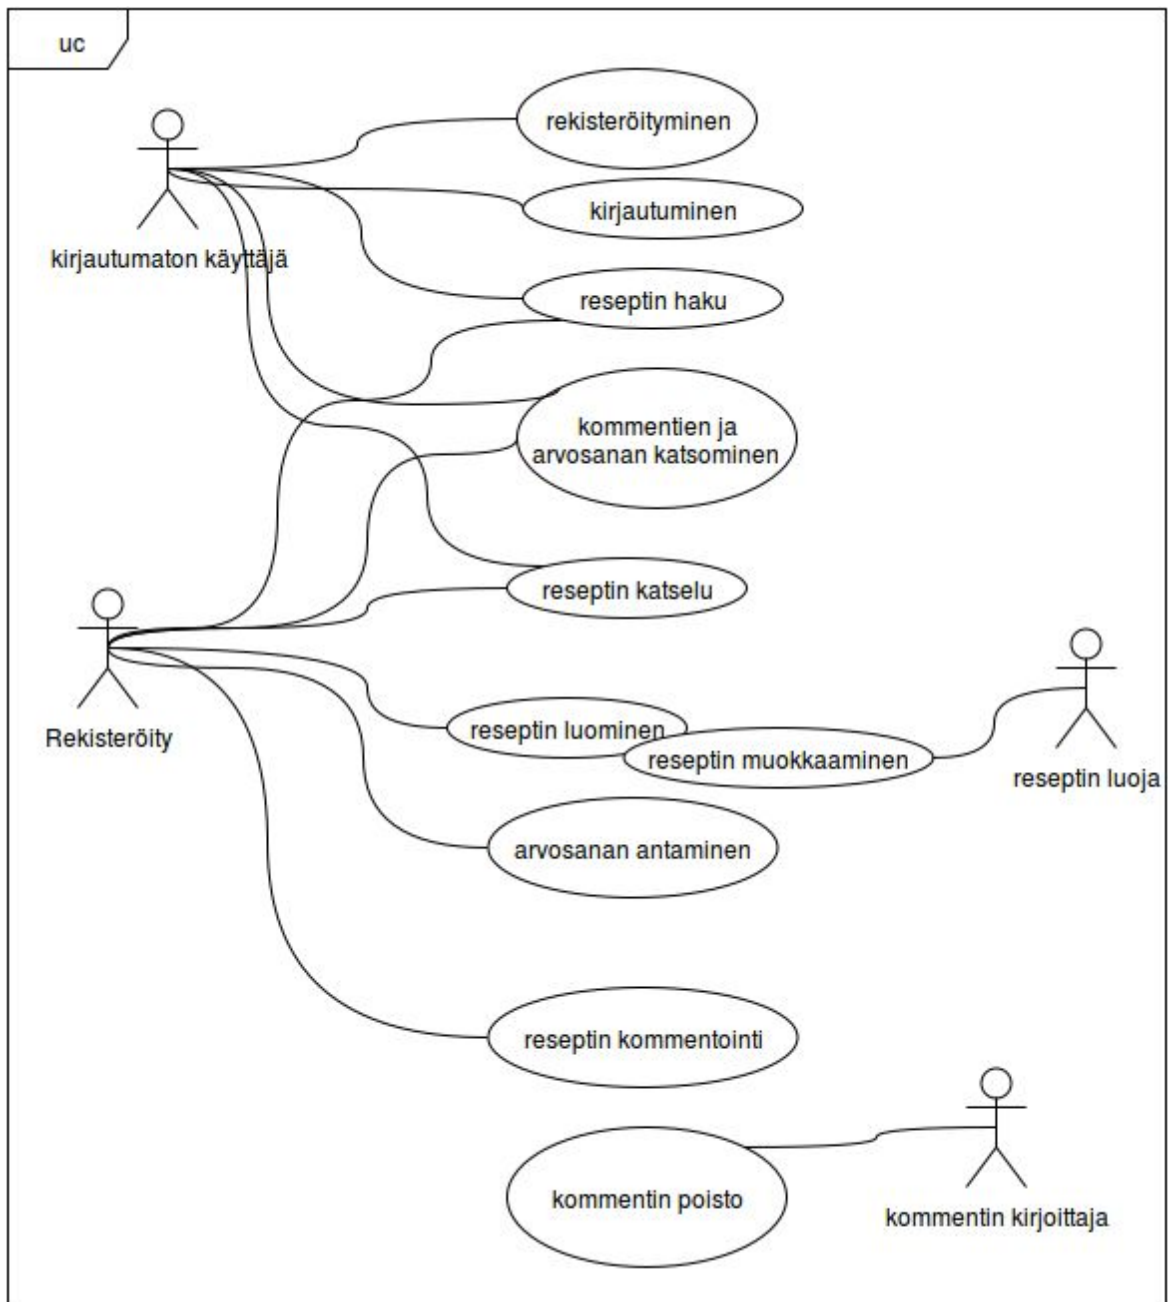 uc
rekisteröityminen
kirjautuminen
kirjautumaton käyttäjä
reseptin haku
kommentien ja
arvosanan katsominen
reseptin katselu
Rekisteröity
reseptin luominen
reseptin muokkaaminen
reseptin luoja
arvosanan antaminen
reseptin kommentointi
kommentin poisto
kommentin kirjoittaja